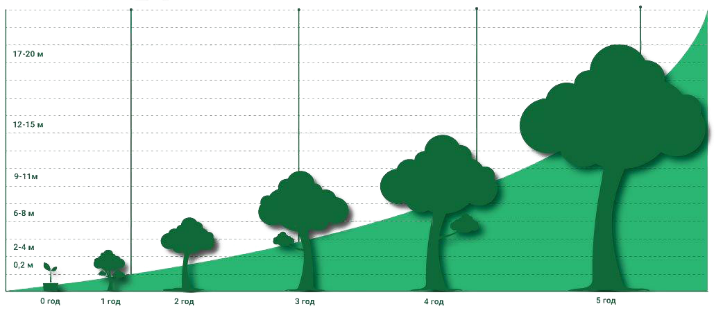 17-20 м
12-15 м
9-11м
6-8 м
2-4 м
0,2 м
0 год 1 год 2 год 3 год 4 год 5 год